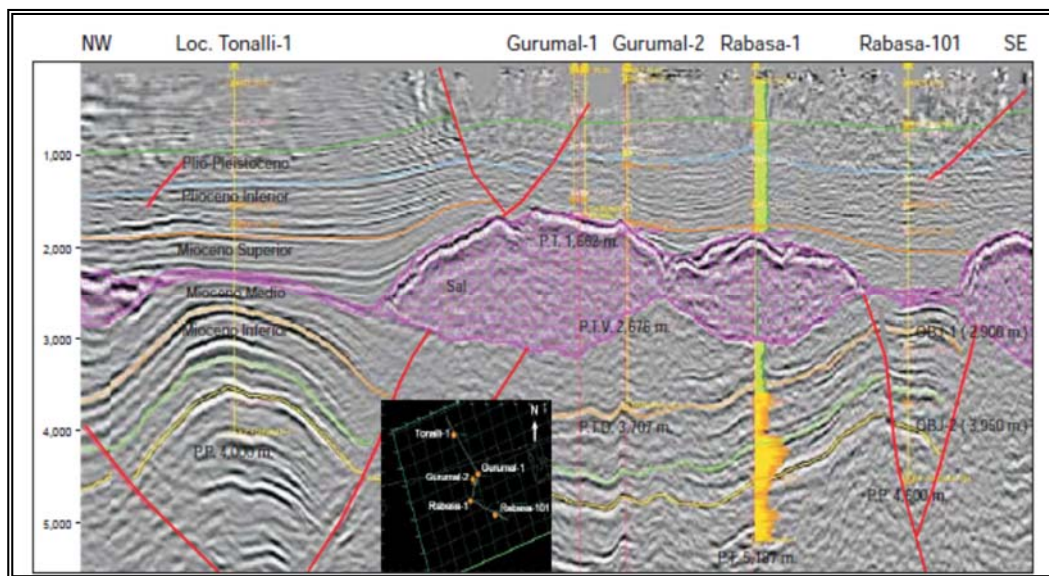 NW Loc. Tonalli-1 Gurumal-1 Gurumal-2 Rabasa-1 Rabasa-101 SE
1,000
Plio-Pleistoceno
Plioceno Inferior
2,000
Mioceno Superior
P.T. 1,662 m.
Sal
Mioceno Medio
P.T.V. 2,676 m.
Mioceno Inferior
OBJ-1 (2,900 m.)
3,000
4,000
P.T.D. 3,707 m.
OBJ-2 (3,950 m.)
P.P. 4,000 m.
P.P. 4,600 m.
5,000
P.T. 5,187 m.
N
Tonalli-1
Gurumal-1
Gurumal-2
Rabasa-1
Rabasa-101